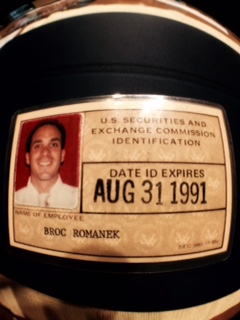 U.S. SECURITIES AND
EXCHANGE COMMISSION
IDENTIFICATION
DATE ID EXPIRES
AUG 31 1991
NAME OF EMPLOYEE
BROC ROMANEK